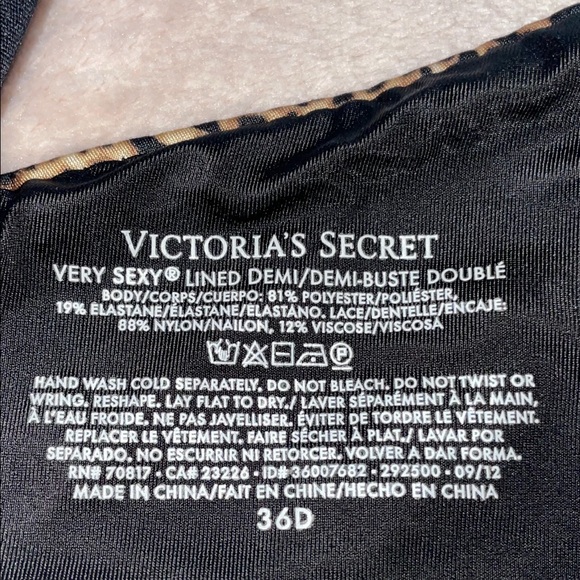 VICTORIA'S SECRET
VERY SEXY® LINED DEMI/DEMI-BUSTE DOUBLÉ
BODY/CORPS/CUERPO: 81% POLYESTER/POLIÉSTER,
19% ELASTANE/ÉLASTANE/ELASTANO. LACE/DENTELLE/ENCAJE:
88% NYLON/NAILON, 12% VISCOSE/VISCOSA
HAND WASH COLD SEPARATELY. DO NOT BLEACH. DO NOT TWIST OR
WRING, RESHAPE. LAY FLAT TO DRY./ LAVER SÉPARÉMENT À LA MAIN,
À L'EAU FROIDE. NE PAS JAVELLISER. ÉVITER DE TORDRE LE VÊTEMENT.
REPLACER LE VÊTEMENT. FAIRE SÉCHER À PLAT./ LAVAR POR
SEPARADO. NO ESCURRIR NI RETORCER. VOLVER A DAR FORMA.
RN# 70817 • CA# 23226 • ID# 36007682 • 292500 • 09/12
MADE IN CHINA/FAIT EN CHINE/HECHO EN CHINA
36D